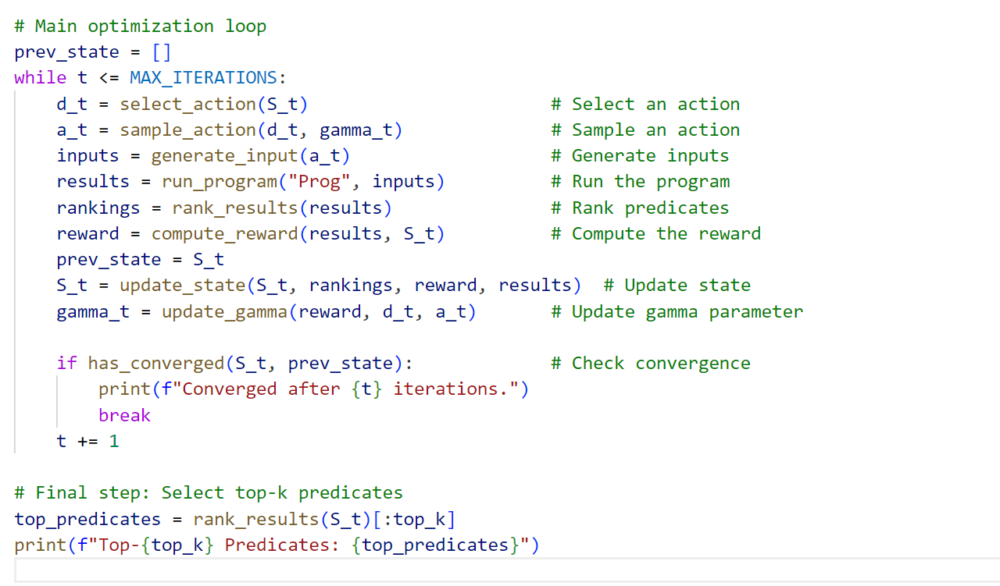 # Main optimization loop
prev_state = []
while t <= MAX_ITERATIONS:
    d_t = select_action(S_t)                       # Select an action
    a_t = sample_action(d_t, gamma_t)              # Sample an action
    inputs = generate_input(a_t)                   # Generate inputs
    results = run_program("Prog", inputs)          # Run the program
    rankings = rank_results(results)               # Rank predicates
    reward = compute_reward(results, S_t)          # Compute the reward
    prev_state = S_t
    S_t = update_state(S_t, rankings, reward, results)  # Update state
    gamma_t = update_gamma(reward, d_t, a_t)       # Update gamma parameter

    if has_converged(S_t, prev_state):             # Check convergence
        print(f"Converged after {t} iterations.")
        break
    t += 1

# Final step: Select top-k predicates
top_predicates = rank_results(S_t)[:top_k]
print(f"Top-{top_k} Predicates: {top_predicates}")